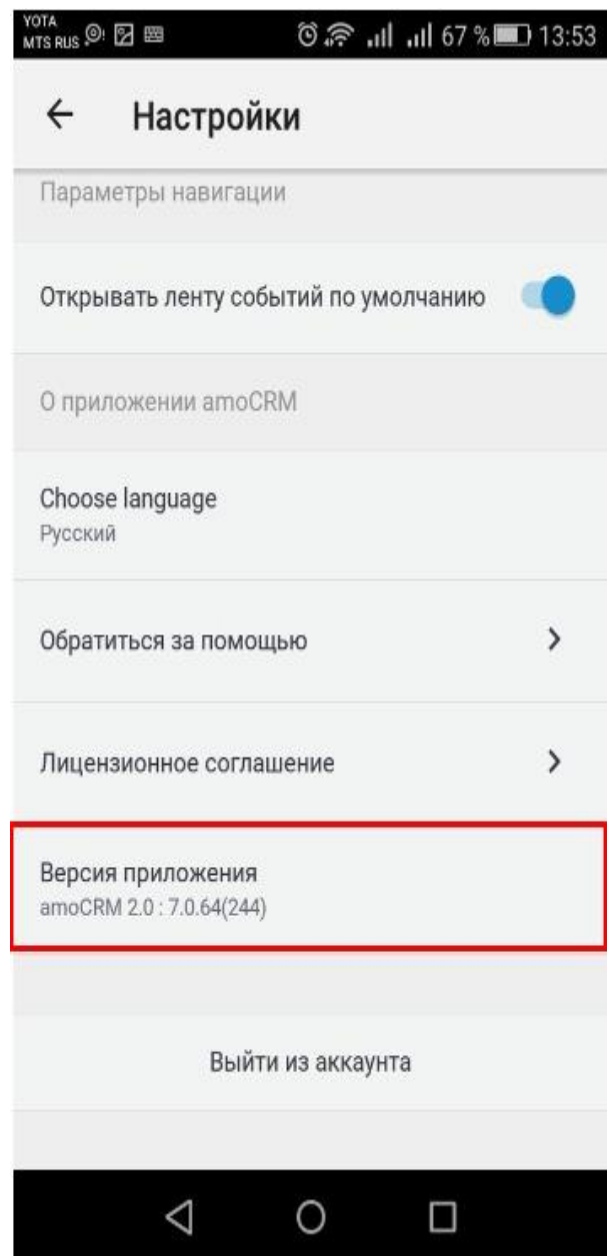 YOTA
MTS RUS 67 % 13:53
Настройки
Параметры навигации
Открывать ленту событий по умолчанию
О приложении amoCRM
Choose language
Русский
Обратиться за помощью
Лицензионное соглашение
Версия приложения
amoCRM 2.0 : 7.0.64(244)
Выйти из аккаунта